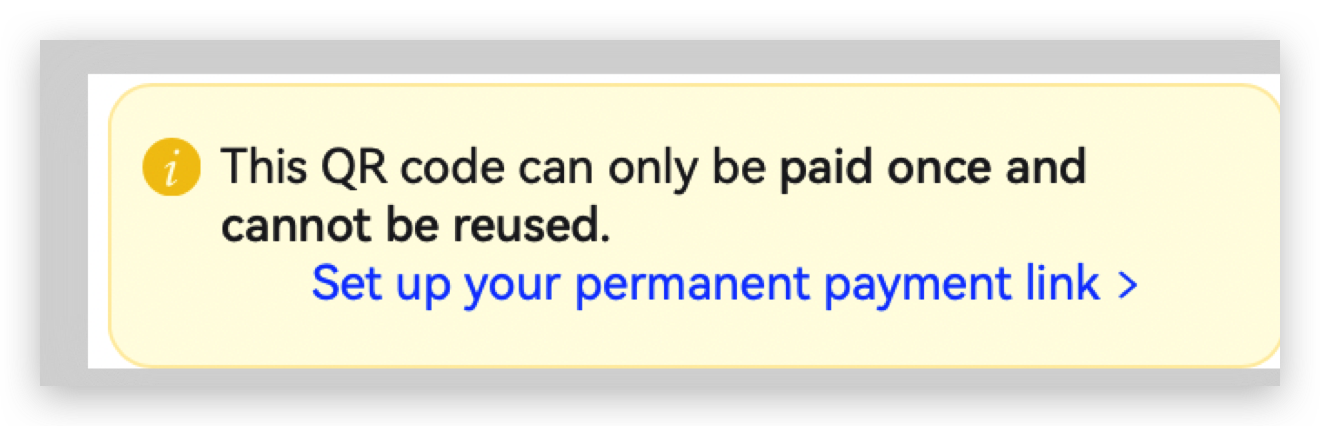 This QR code can only be paid once and
cannot be reused.
Set up your permanent payment link >